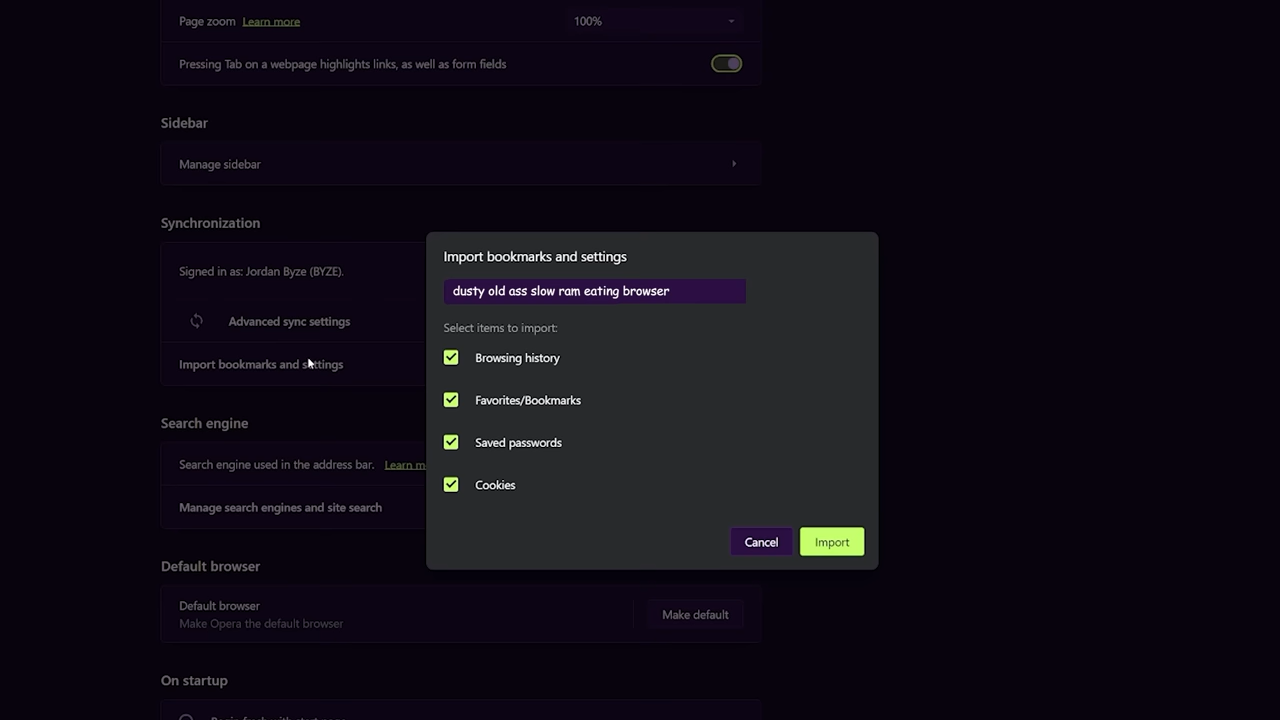 Page zoom Learn more 100%
Pressing Tab on a webpage highlights links, as well as form fields
Sidebar
Manage sidebar
Synchronization
Signed in as: Jordan Byze (BYZE).
Advanced sync settings
Import bookmarks and settings
Search engine
Search engine used in the address bar. Learn m
Manage search engines and site search
Default browser
Default browser
Make Opera the default browser
Make default
On startup
Import bookmarks and settings
dusty old ass slow ram eating browser
Select items to import:
Browsing history
Favorites/Bookmarks
Saved passwords
Cookies
Cancel
Import